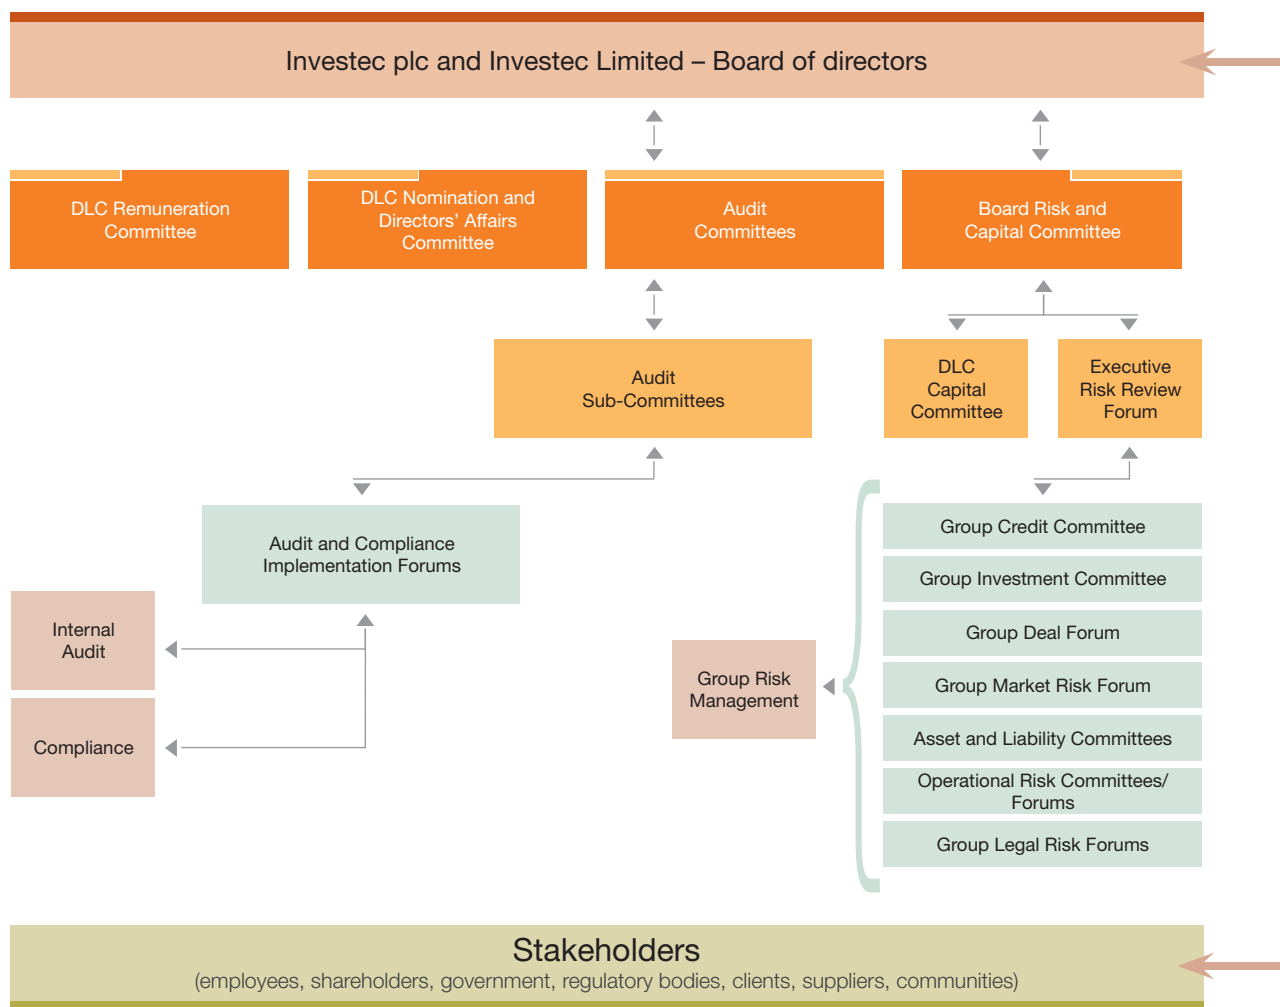 Investec plc and Investec Limited – Board of directors
DLC Remuneration
Committee
DLC Nomination and
Directors’ Affairs
Committee
Audit
Committees
Board Risk and
Capital Committee
Audit
Sub-Committees
DLC
Capital
Committee
Executive
Risk Review
Forum
Audit and Compliance
Implementation Forums
Internal
Audit
Compliance
Group Risk
Management
Group Credit Committee
Group Investment Committee
Group Deal Forum
Group Market Risk Forum
Asset and Liability Committees
Operational Risk Committees/
Forums
Group Legal Risk Forums
Stakeholders
(employees, shareholders, government, regulatory bodies, clients, suppliers, communities)